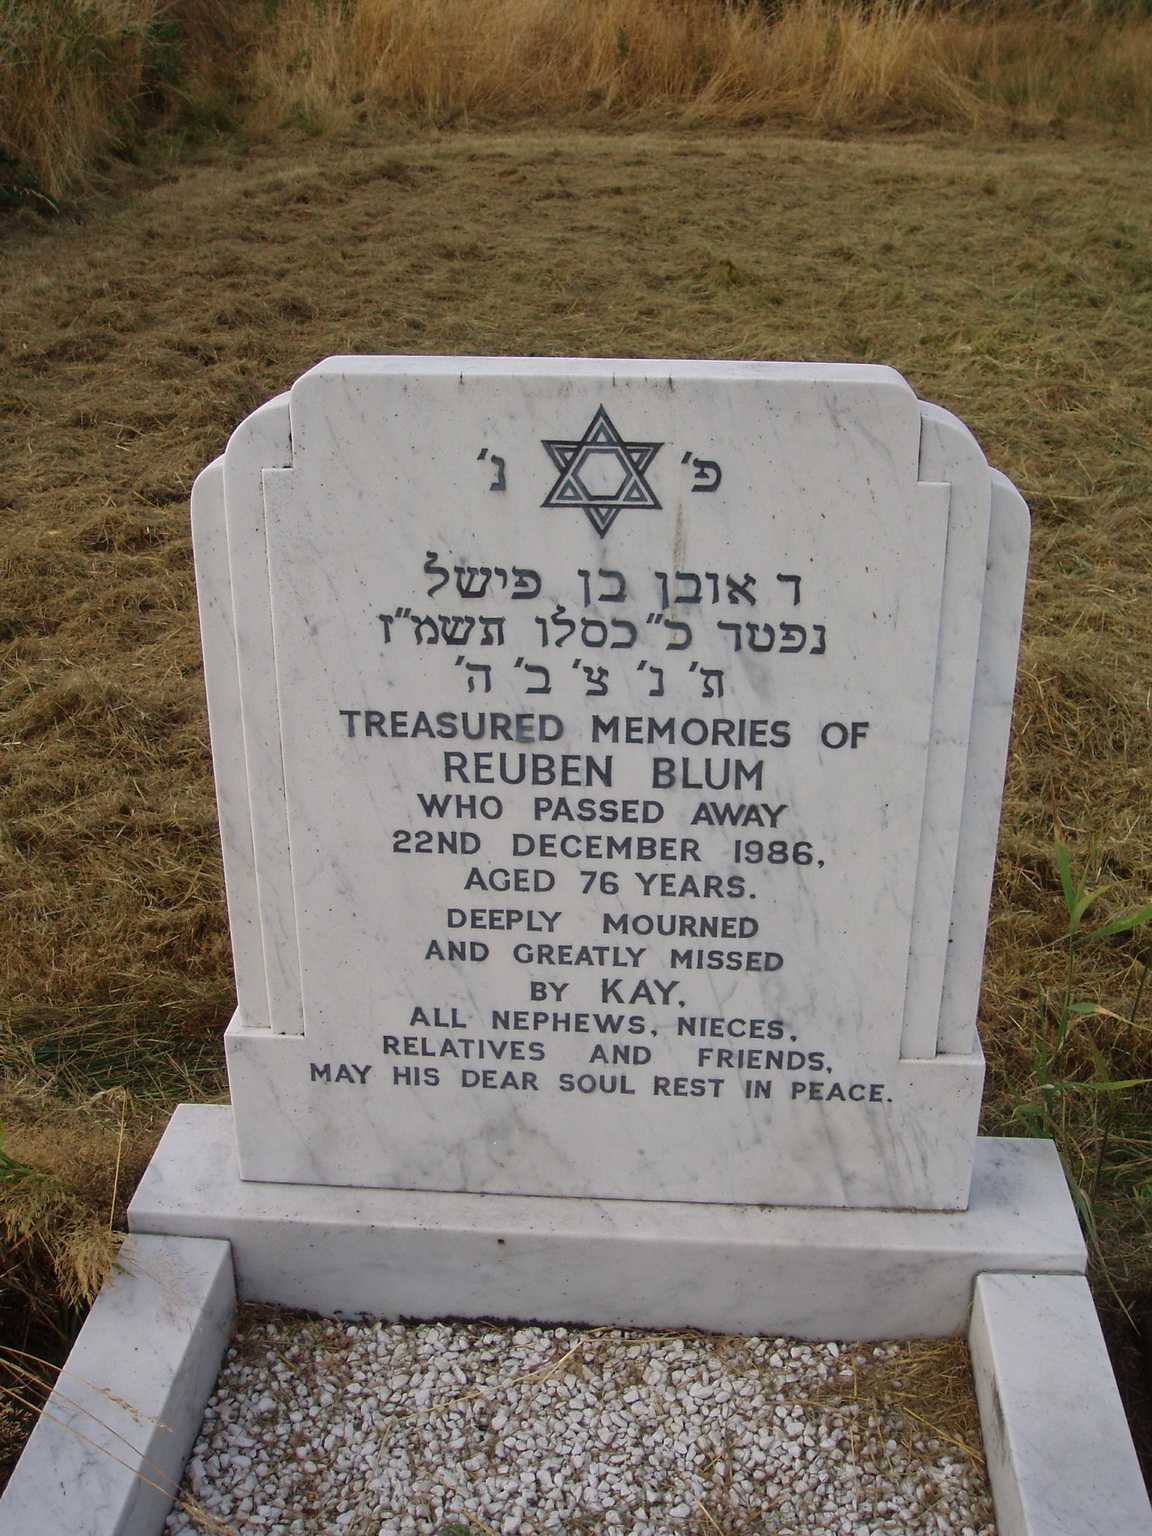 פ' נ'
ר אובן בן פישל
נפטר כ״כסלו תשמ״ז
ת' נ' צ' ב' ה'
TREASURED MEMORIES OF
REUBEN BLUM
WHO PASSED AWAY
22ND DECEMBER 1986,
AGED 76 YEARS.
DEEPLY MOURNED
AND GREATLY MISSED
BY KAY,
ALL NEPHEWS, NIECES,
RELATIVES AND FRIENDS,
MAY HIS DEAR SOUL REST IN PEACE.